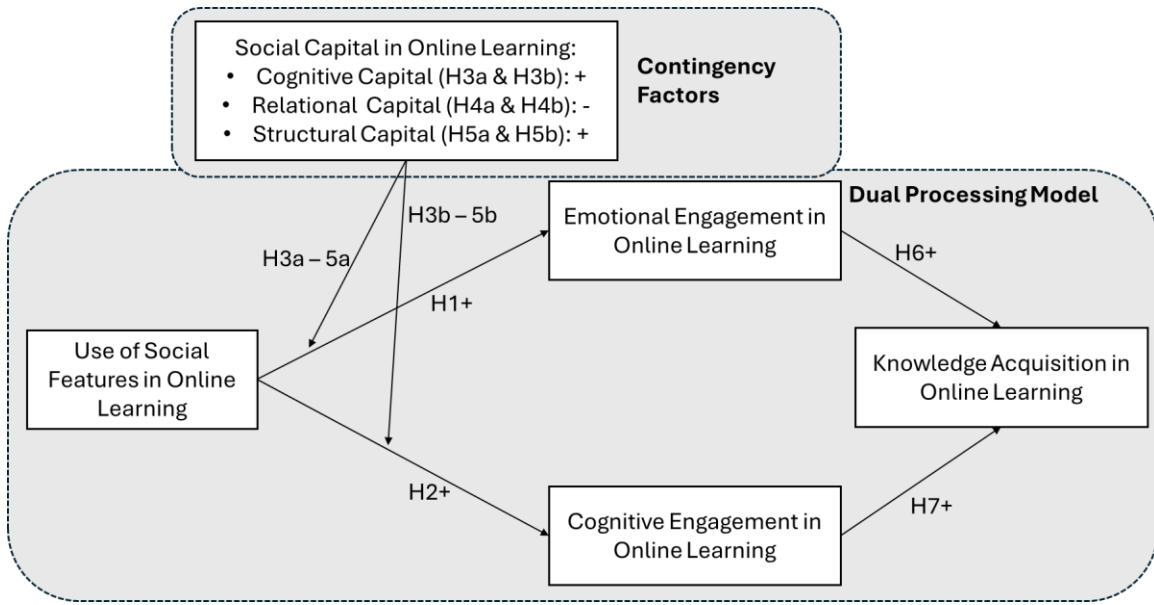 Social Capital in Online Learning:
• Cognitive Capital (H3a & H3b): +
• Relational Capital (H4a & H4b): -
• Structural Capital (H5a & H5b): +
Contingency
Factors
Dual Processing Model
Emotional Engagement in
Online Learning
H3b – 5b
H3a – 5a
H1+
H6+
Use of Social
Features in Online
Learning
Knowledge Acquisition in
Online Learning
H2+
H7+
Cognitive Engagement in
Online Learning